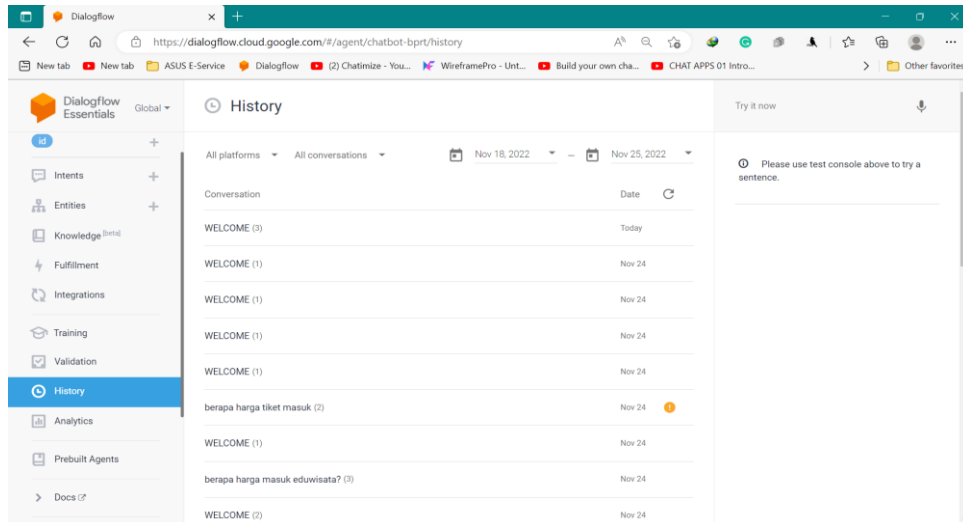 Dialogflow
https://dialogflow.cloud.google.com/#/agent/chatbot-bprt/history
New tab
New tab
ASUS E-Service
Dialogflow
(2) Chatimize - You...
WireframePro - Unt...
Build your own cha...
CHAT APPS 01 Intro...
Other favorites
Dialogflow
Essentials
Global
id
Intents
Entities
Knowledge [beta]
Fulfillment
Integrations
Training
Validation
History
Analytics
Prebuilt Agents
Docs
History
All platforms
All conversations
Nov 18, 2022
–
Nov 25, 2022
Conversation
Date
WELCOME (3)
Today
WELCOME (1)
Nov 24
WELCOME (1)
Nov 24
WELCOME (1)
Nov 24
WELCOME (1)
Nov 24
berapa harga tiket masuk (2)
Nov 24
WELCOME (1)
Nov 24
berapa harga masuk eduwisata? (3)
Nov 24
WELCOME (2)
Nov 24
Try it now
Please use test console above to try a
sentence.